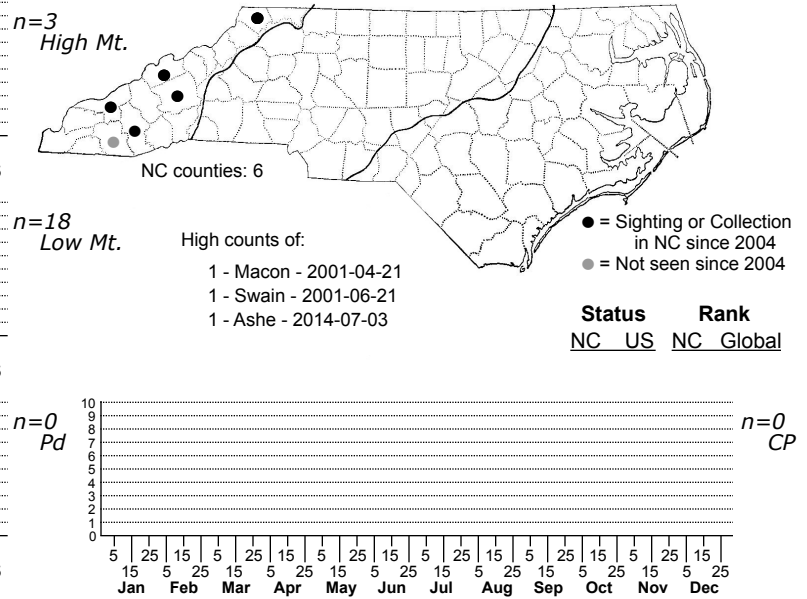 n=3
High Mt.
NC counties: 6
n=18
Low Mt.
High counts of:
1 - Macon - 2001-04-21
1 - Swain - 2001-06-21
1 - Ashe - 2014-07-03
● = Sighting or Collection
in NC since 2004
● = Not seen since 2004
Status Rank
NC US NC Global
n=0
Pd
10
9
8
7
6
5
4
3
2
1
0
n=0
CP
5 25 15 5 25 15 5 25 15 5 25 15 5 25 15 5 25 15
15 5 25 15 5 25 15 5 25 15 5 25 15 5 25 15 5 25
Jan Feb Mar Apr May Jun Jul Aug Sep Oct Nov Dec